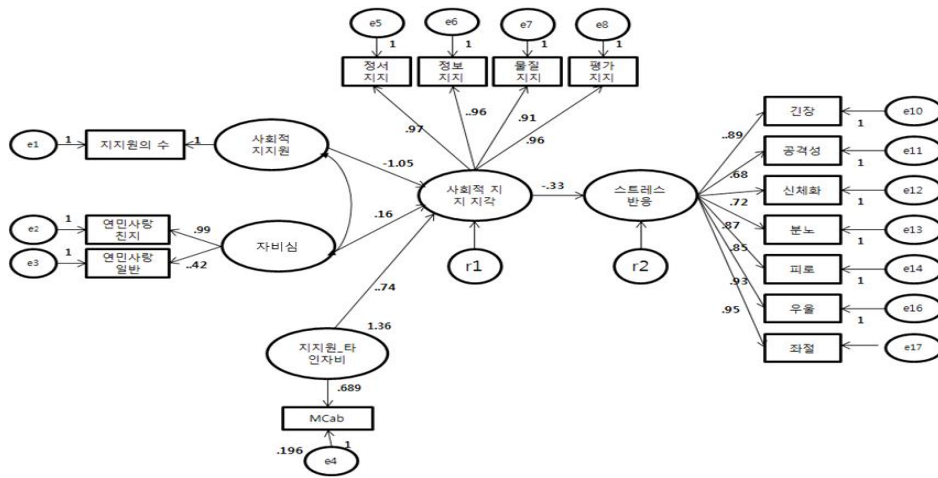 e5
e6
e7
e8
1
1
1
1
정서
지지
정보
지지
물질
지지
평가
지지
.97
..96
.91
.96
e1
1
지지원의 수
1
사회적
지지원
-1.05
e2
1
연민사랑
진지
.99
e3
1
연민사랑
일반
..42
자비심
.16
사회적 지
지 지각
-.33
스트레스
반응
r1
r2
..74
1.36
지지원_타
인자비
.689
MCab
.196
1
e4
..89
긴장
1
e10
.68
공격성
1
e11
.72
신체화
1
e12
.87
분노
1
e13
.85
피로
1
e14
.93
우울
1
e16
.95
좌절
e17